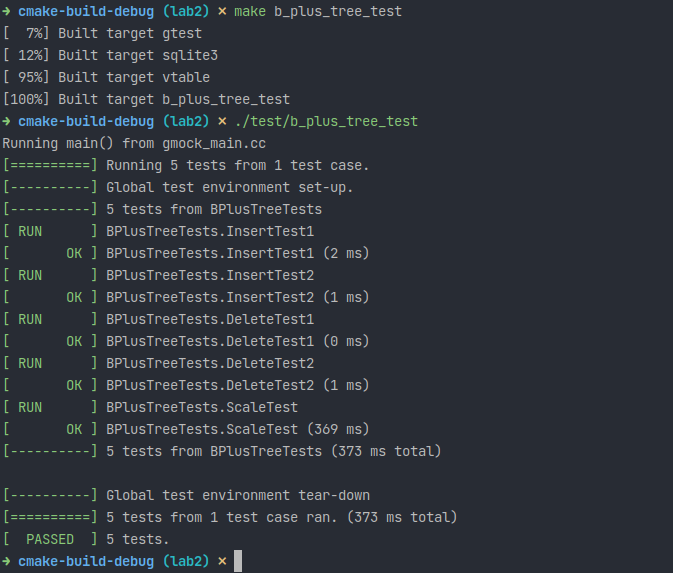 → cmake-build-debug (lab2) × make b_plus_tree_test
[  7%] Built target gtest
[ 12%] Built target sqlite3
[ 95%] Built target vtable
[100%] Built target b_plus_tree_test
→ cmake-build-debug (lab2) × ./test/b_plus_tree_test
Running main() from gmock_main.cc
[==========] Running 5 tests from 1 test case.
[----------] Global test environment set-up.
[----------] 5 tests from BPlusTreeTests
[ RUN      ] BPlusTreeTests.InsertTest1
[       OK ] BPlusTreeTests.InsertTest1 (2 ms)
[ RUN      ] BPlusTreeTests.InsertTest2
[       OK ] BPlusTreeTests.InsertTest2 (1 ms)
[ RUN      ] BPlusTreeTests.DeleteTest1
[       OK ] BPlusTreeTests.DeleteTest1 (0 ms)
[ RUN      ] BPlusTreeTests.DeleteTest2
[       OK ] BPlusTreeTests.DeleteTest2 (1 ms)
[ RUN      ] BPlusTreeTests.ScaleTest
[       OK ] BPlusTreeTests.ScaleTest (369 ms)
[----------] 5 tests from BPlusTreeTests (373 ms total)

[----------] Global test environment tear-down
[==========] 5 tests from 1 test case ran. (373 ms total)
[  PASSED  ] 5 tests.
→ cmake-build-debug (lab2) ×